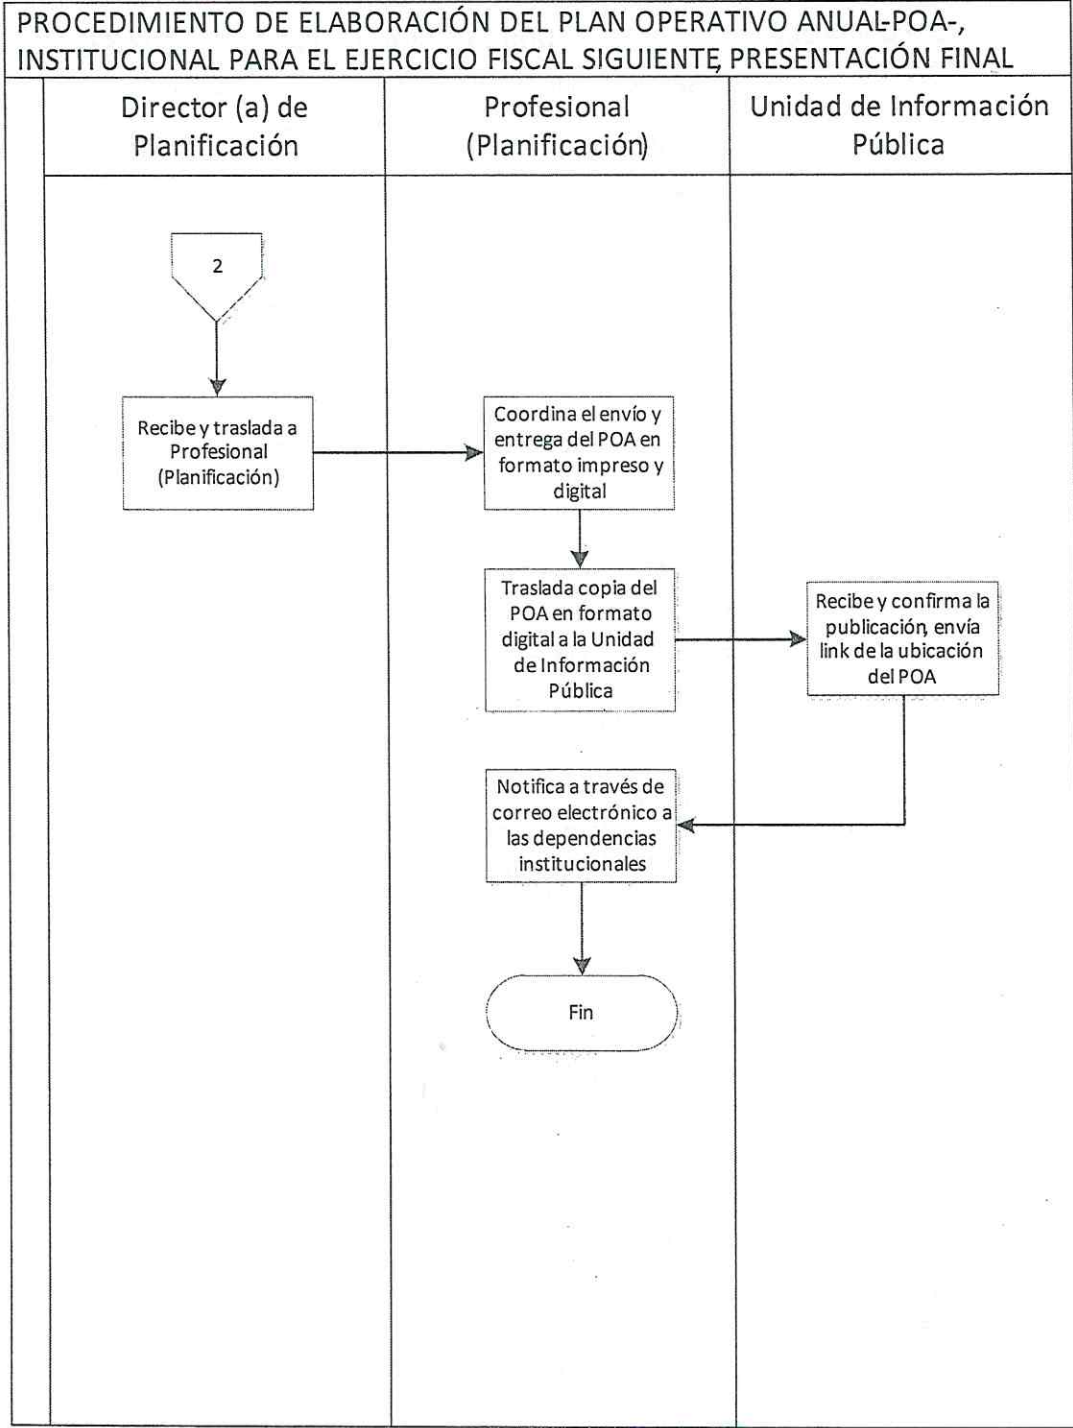 PROCEDIMIENTO DE ELABORACIÓN DEL PLAN OPERATIVO ANUAL-POA-,
INSTITUCIONAL PARA EL EJERCICIO FISCAL SIGUIENTE, PRESENTACIÓN FINAL
Director (a) de
Planificación
Profesional
(Planificación)
Unidad de Información
Pública
2
Recibe y traslada a
Profesional
(Planificación)
Coordina el envío y
entrega del POA en
formato impreso y
digital
Traslada copia del
POA en formato
digital a la Unidad
de Información
Pública
Recibe y confirma la
publicación, envía
link de la ubicación
del POA
Notifica a través de
correo electrónico a
las dependencias
institucionales
Fin